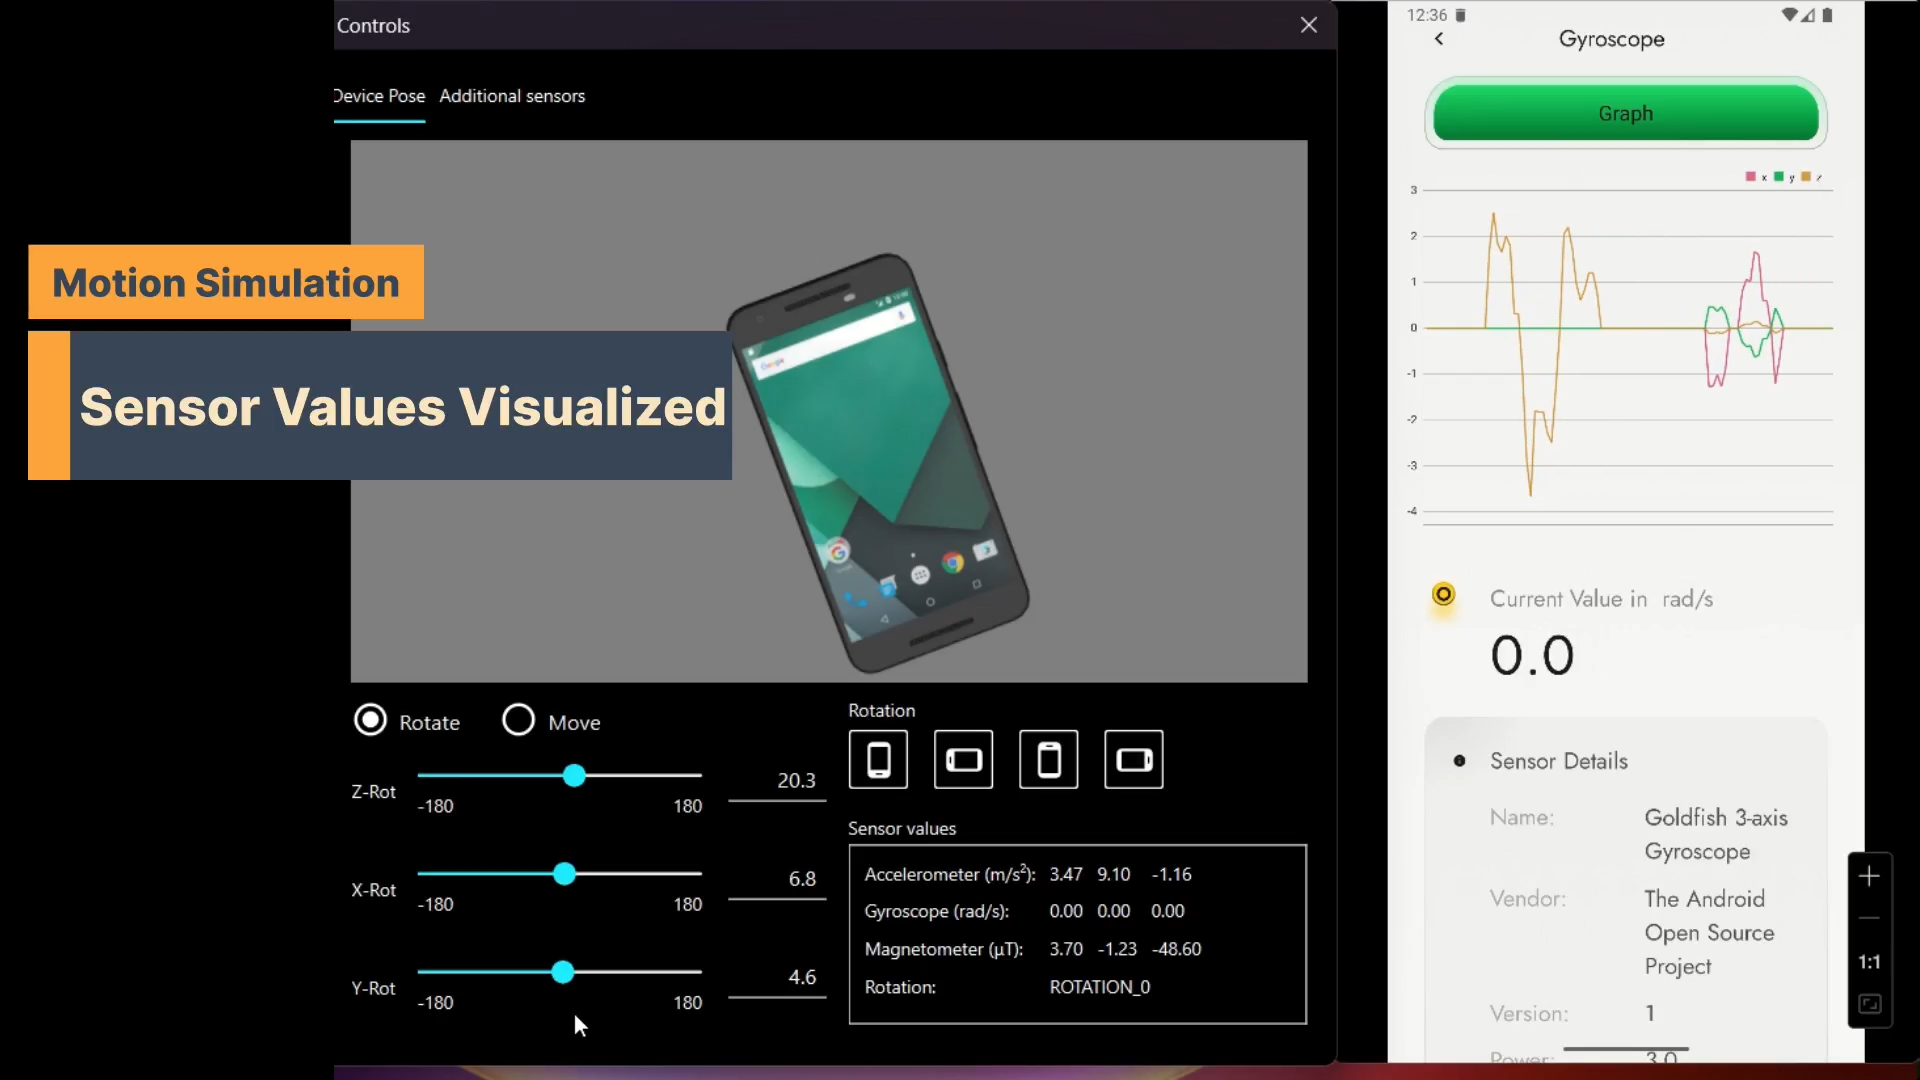 Controls
Device Pose Additional sensors
Motion Simulation
Sensor Values Visualized
Google
Rotate Move
Z-Rot
-180 180
20.3
X-Rot
-180 180
6.8
Y-Rot
-180 180
4.6
Rotation
Sensor values
Accelerometer (m/s²): 3.47 9.10 -1.16
Gyroscope (rad/s): 0.00 0.00 0.00
Magnetometer (μT): 3.70 -1.23 -48.60
Rotation: ROTATION_0
12:36
Gyroscope
Graph
x y z
3
2
1
0
-1
-2
-3
-4
Current Value in rad/s
0.0
Sensor Details
Name: Goldfish 3-axis
Gyroscope
Vendor: The Android
Open Source
Project
Version: 1
Power: 3.0
1:1